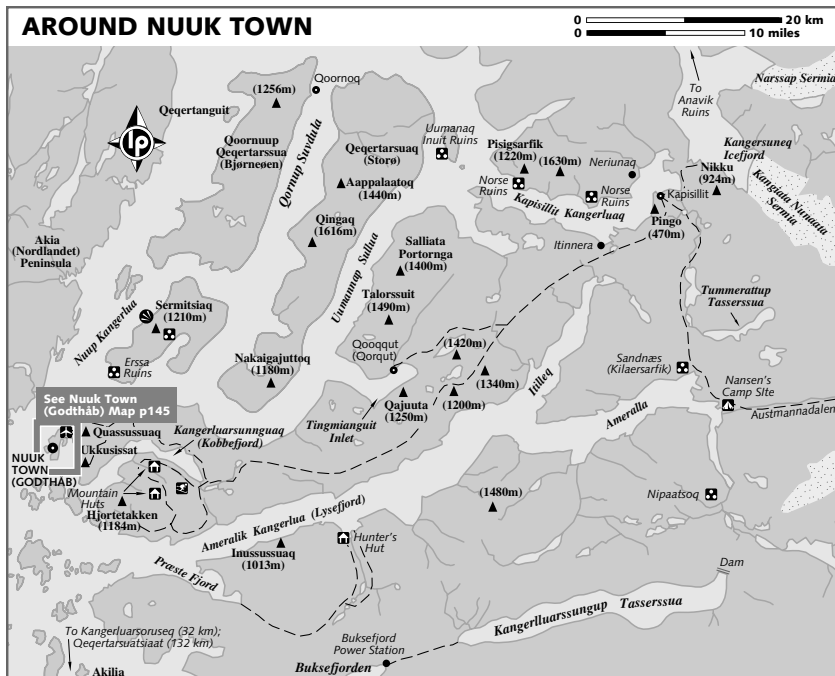 AROUND NUUK TOWN
0 20 km
0 10 miles
(1256m)
Qoornoq
To
Anavik
Ruins
Narssap Sermia
Qeqertanguit
Qoornuup
Qeqertarssua
(Bjørneøen)
Qornup Suvdula
Qeqertarsuaq
(Storø)
Uumanaq
Inuit Ruins
Pisigsarfik
(1220m)
(1630m)
Neriunaq
Kangersuneq
Icefjord
Nikku
(924m)
Kangiata Nunaata
Sermia
lp
Aappalaatoq
(1440m)
Norse
Ruins
Norse
Ruins
Kapisillit
Kapisillit Kangerluaq
Pingo
(470m)
Qingaq
(1616m)
Akia
(Nordlandet)
Peninsula
Salliata
Portornga
(1400m)
Itinnera
Uumannap Sullua
Talorssuit
(1490m)
Tummerattup
Tasserssua
Nuup Kangerlua
Sermitsiaq
(1210m)
Qooqqut
(Qorqut)
(1420m)
Erssa
Ruins
Nakaigajuttoq
(1180m)
(1340m)
Sandnæs
(Kilaersarfik)
Itilleq
Nansen's
Camp Site
See Nuuk Town
(Godthåb) Map p145
Tingmianguit
Inlet
Qajuuta
(1250m)
(1200m)
Ameralla
Austmannadalen
Quassussuaq
Kangerluarsunnguaq
(Kobbefjord)
Ukkusissat
NUUK
TOWN
(GODTHÅB)
Mountain
Huts
Hjortetakken
(1184m)
(1480m)
Nipaatsoq
Ameralik Kangerlua (Lysefjord)
Inussussuaq
(1013m)
Hunter's
Hut
Præste Fjord
Dam
To Kangerluarsoruseq (32 km);
Qeqertarsuatsiaat (132 km)
Kangerlluarssungup Tasserssua
Buksefjord
Power Station
Akilia
Buksefjorden